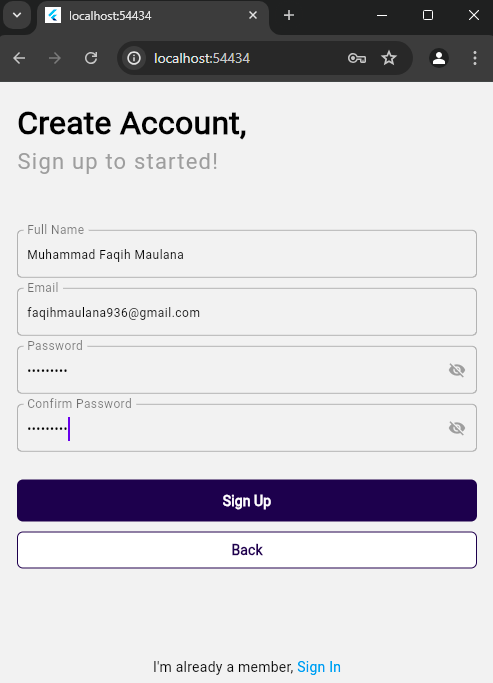 localhost:54434
localhost:54434
Create Account,
Sign up to started!
Full Name
Muhammad Faqih Maulana
Email
faqihmaulana936@gmail.com
Password
•••••••••
Confirm Password
•••••••••
Sign Up
Back
I'm already a member, Sign In